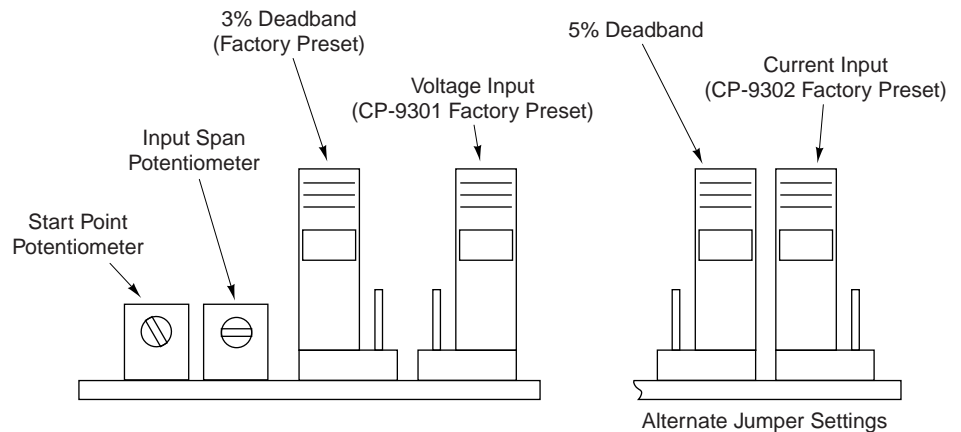 3% Deadband
(Factory Preset)
5% Deadband
Voltage Input
(CP-9301 Factory Preset)
Current Input
(CP-9302 Factory Preset)
Input Span
Potentiometer
Start Point
Potentiometer
Alternate Jumper Settings